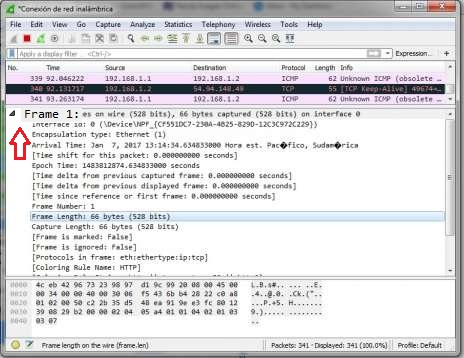 *Conexión de red inalámbrica
File Edit View Go Capture Analyze Statistics Telephony Wireless Tools Help
Apply a display filter ... <Ctrl-/> Expression... +
No. Time Source Destination Protocol Length Info
339 92.046222 192.168.1.1 192.168.1.2 ICMP 62 Unknown ICMP (obsolete …
340 92.131717 192.168.1.2 54.94.148.49 TCP 55 [TCP Keep-Alive] 49674→
341 93.263174 192.168.1.1 192.168.1.2 ICMP 62 Unknown ICMP (obsolete …
Frame 1: es on wire (528 bits), 66 bytes captured (528 bits) on interface 0
Interface id: 0 (\Device\NPF_{CF551DC7-230A-4B25-829D-12C3C972C229})
Encapsulation type: Ethernet (1)
Arrival Time: Jan 7, 2017 13:14:34.634833000 Hora est. Pac�fico, Sudam�rica
[Time shift for this packet: 0.000000000 seconds]
Epoch Time: 1483812874.634833000 seconds
[Time delta from previous captured frame: 0.000000000 seconds]
[Time delta from previous displayed frame: 0.000000000 seconds]
[Time since reference or first frame: 0.000000000 seconds]
Frame Number: 1
Frame Length: 66 bytes (528 bits)
Capture Length: 66 bytes (528 bits)
[Frame is marked: False]
[Frame is ignored: False]
[Protocols in frame: eth:ethertype:ip:tcp]
[Coloring Rule Name: HTTP]
0000 4c eb 42 96 73 23 98 97 d1 9c 99 20 08 00 45 00 L.B.s#.. ... ..E.
0010 00 34 00 00 40 00 30 06 f5 43 6b b4 28 22 c0 a8 .4..@.0. .Ck.("..
0020 01 02 00 50 c2 2b 35 d5 48 ea 91 90 e3 fc 80 12 ...P.+5. H.......
0030 39 08 29 b2 00 00 02 04 05 a4 01 01 04 02 01 03 9.)..... ........
0040 03 07 ..
Frame length on the wire (frame.len) Packets: 341 · Displayed: 341 (100.0%) Profile: Default